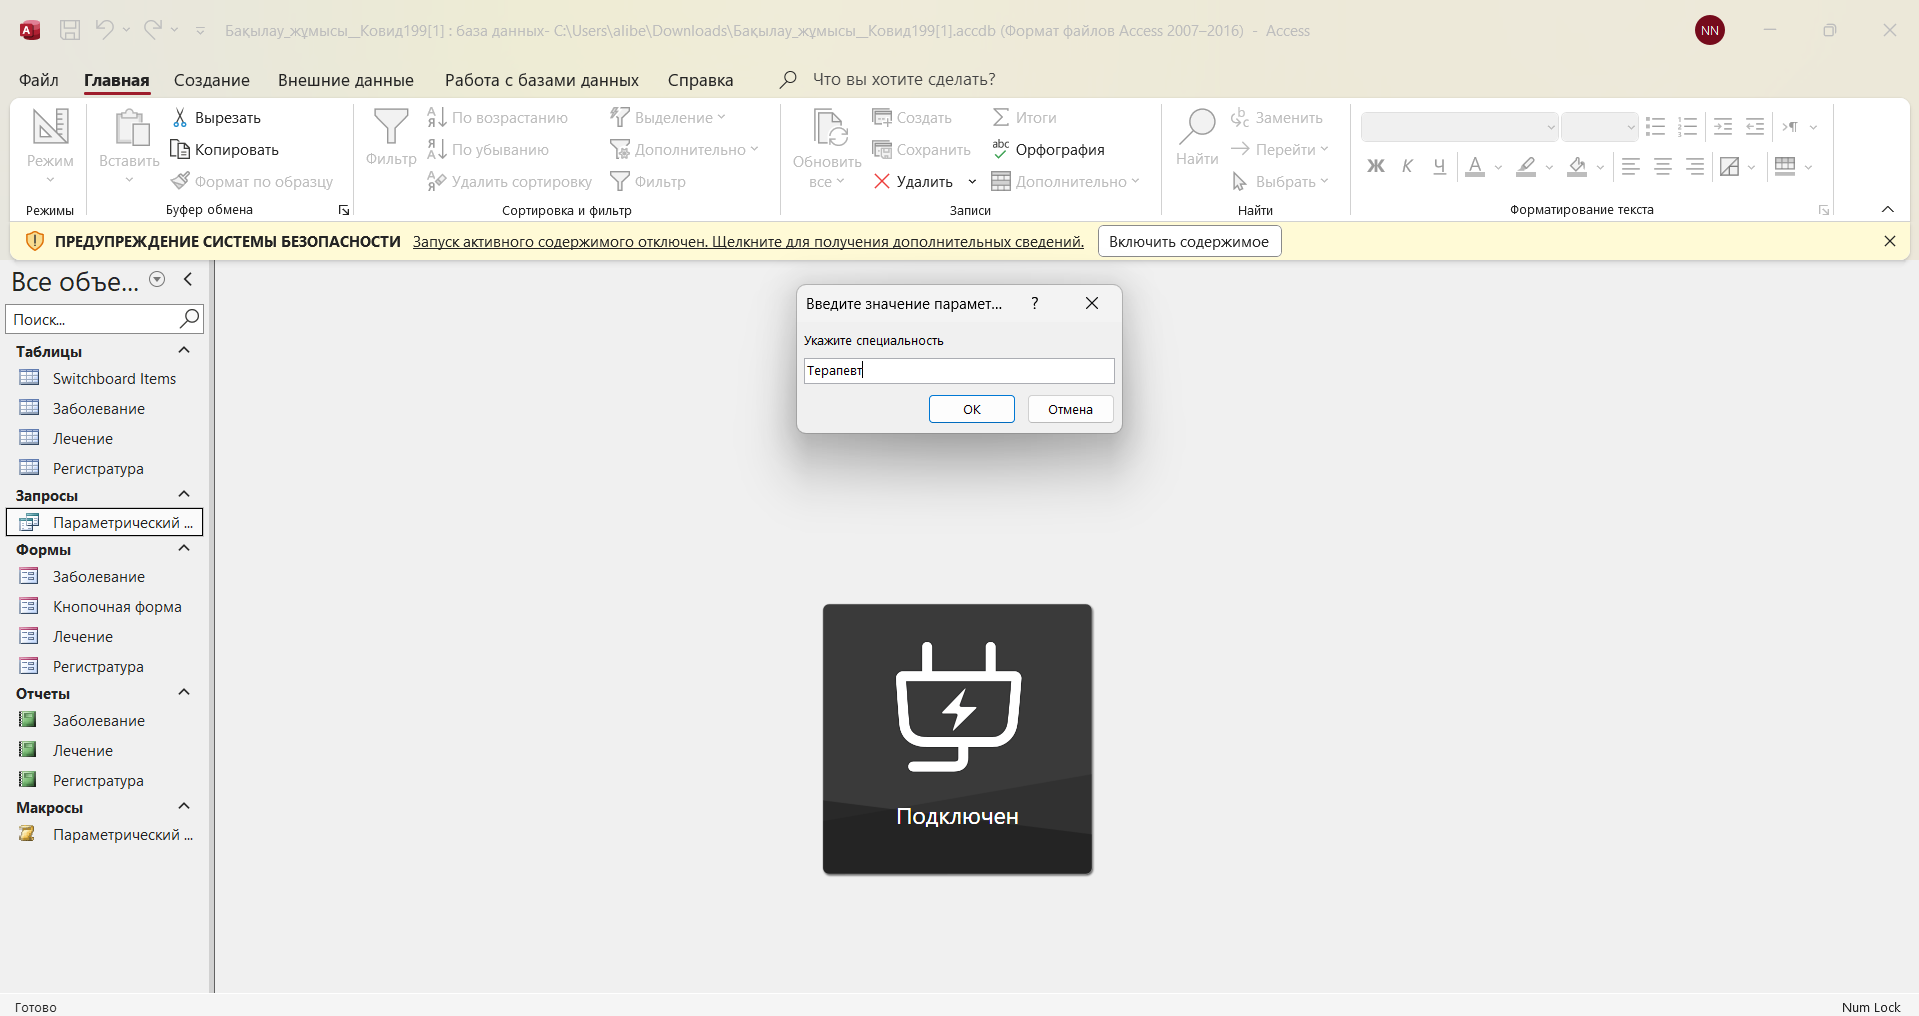 Бақылау_жұмысы__Ковид199[1] : база данных- C:\Users\alibe\Downloads\Бақылау_жұмысы__Ковид199[1].accdb (Формат файлов Access 2007–2016) - Access
NN
Файл Главная Создание Внешние данные Работа с базами данных Справка Что вы хотите сделать?
Режим
Режимы
Вставить
Вырезать
Копировать
Формат по образцу
Буфер обмена
Фильтр
По возрастанию
По убыванию
Удалить сортировку
Выделение
Дополнительно
Фильтр
Сортировка и фильтр
Обновить
все
Создать
Сохранить
Удалить
Итоги
Орфография
Дополнительно
Записи
Найти
Заменить
Перейти
Выбрать
Найти
Ж К Ч А
Форматирование текста
ПРЕДУПРЕЖДЕНИЕ СИСТЕМЫ БЕЗОПАСНОСТИ Запуск активного содержимого отключен. Щелкните для получения дополнительных сведений. Включить содержимое
Все объе...
Поиск...
Таблицы
Switchboard Items
Заболевание
Лечение
Регистратура
Запросы
Параметрический ...
Формы
Заболевание
Кнопочная форма
Лечение
Регистратура
Отчеты
Заболевание
Лечение
Регистратура
Макросы
Параметрический ...
Введите значение парамет... ?
Укажите специальность
Терапевт
ОК Отмена
Подключен
Готово
Num Lock